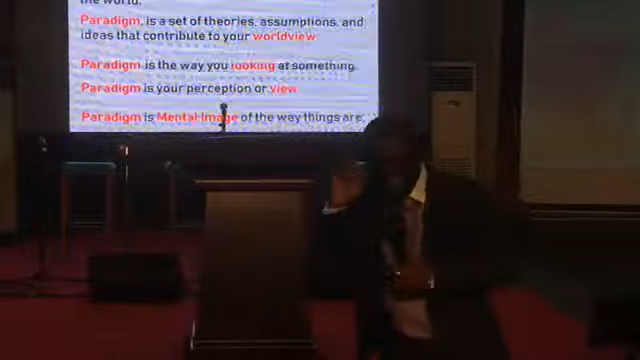 the world.
Paradigm, is a set of theories, assumptions, and
ideas that contribute to your worldview
Paradigm is the way you looking at something.
Paradigm is your perception or view
Paradigm is Mental Image of the way things are.